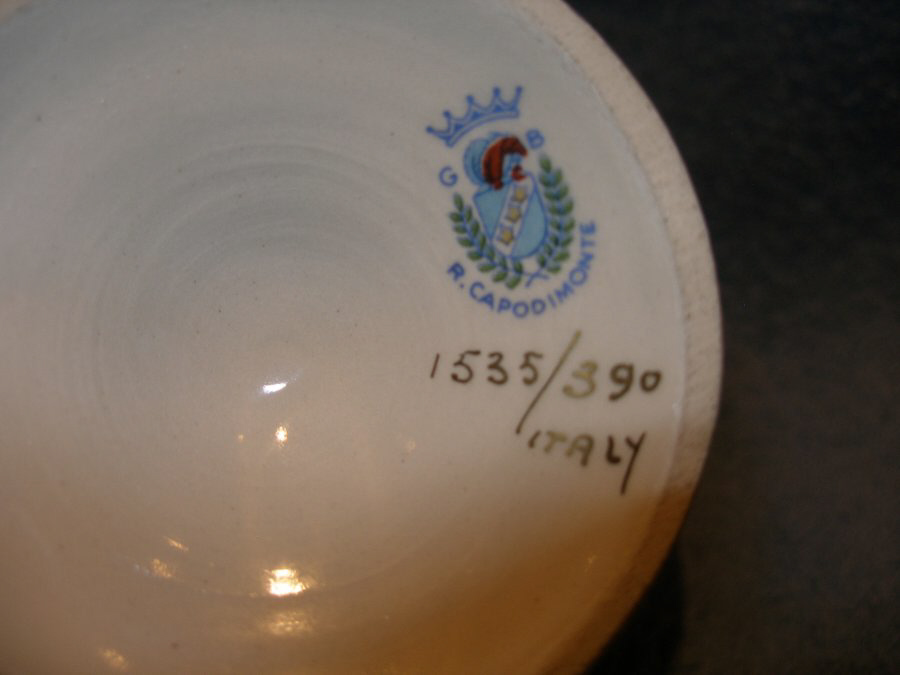 G B
R. CAPODIMONTE
1535/390
ITALY